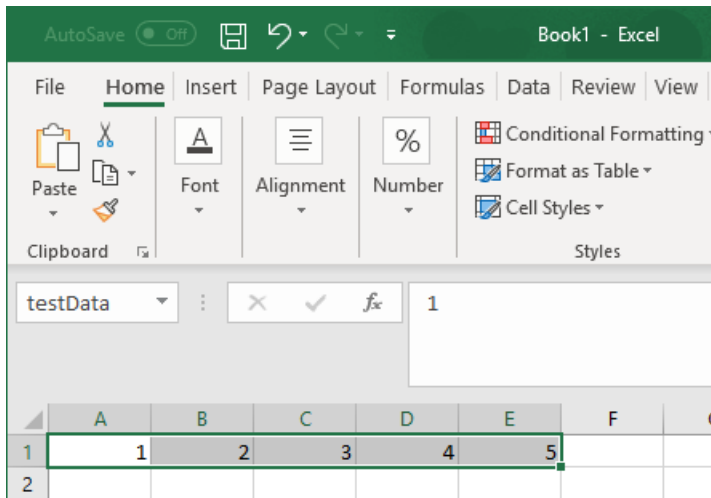 AutoSave Off Book1 - Excel
File Home Insert Page Layout Formulas Data Review View
Paste Font Alignment Number Conditional Formatting
Format as Table
Cell Styles
Clipboard Styles
testData fx 1
A B C D E F
1 1 2 3 4 5
2